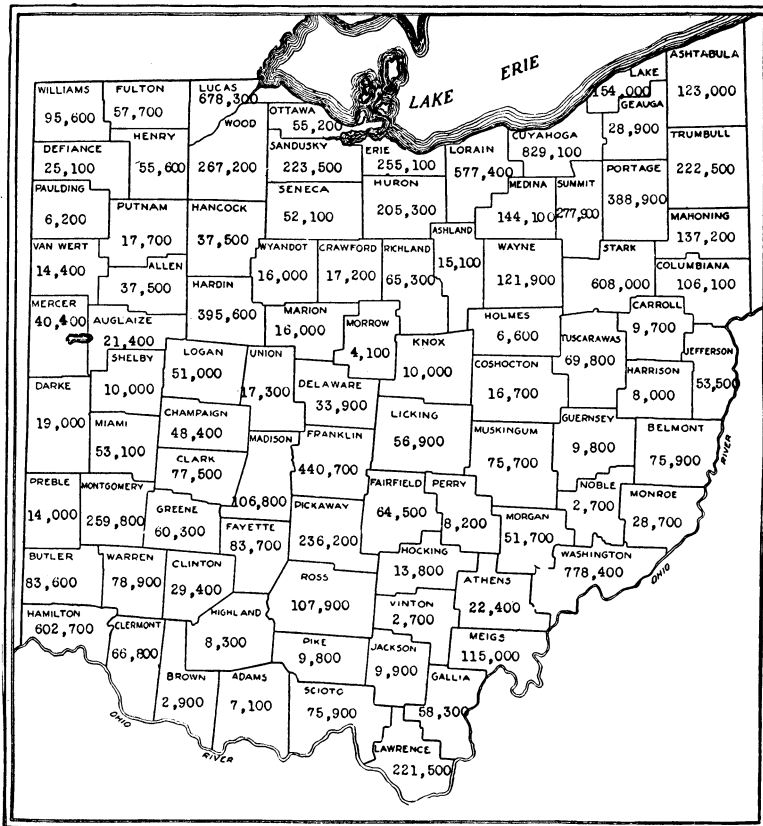 LAKE ERIE
WILLIAMS
95,600
FULTON
57,700
LUCAS
678,300
OTTAWA
55,200
LAKE
154,000
ASHTABULA
123,000
GEAUGA
28,900
HENRY
55,600
WOOD
267,200
SANDUSKY
223,500
ERIE
255,100
LORAIN
577,400
CUYAHOGA
829,100
TRUMBULL
222,500
DEFIANCE
25,100
SENECA
52,100
HURON
205,300
MEDINA
144,100
SUMMIT
277,900
PORTAGE
388,900
MAHONING
137,200
PAULDING
6,200
PUTNAM
17,700
HANCOCK
37,500
ASHLAND
15,100
VAN WERT
14,400
ALLEN
37,500
WYANDOT
16,000
CRAWFORD
17,200
RICHLAND
65,300
WAYNE
121,900
STARK
608,000
COLUMBIANA
106,100
HARDIN
395,600
MERCER
40,400
AUGLAIZE
21,400
MARION
16,000
MORROW
4,100
KNOX
10,000
HOLMES
6,600
TUSCARAWAS
69,800
CARROLL
9,700
JEFFERSON
53,500
SHELBY
10,000
LOGAN
51,000
UNION
17,300
DELAWARE
33,900
COSHOCTON
16,700
HARRISON
8,000
DARKE
19,000
MIAMI
53,100
CHAMPAIGN
48,400
LICKING
56,900
MUSKINGUM
75,700
GUERNSEY
9,800
BELMONT
75,900
CLARK
77,500
MADISON
106,800
FRANKLIN
440,700
PREBLE
14,000
MONTGOMERY
259,800
GREENE
60,300
FAYETTE
83,700
PICKAWAY
236,200
FAIRFIELD
64,500
PERRY
8,200
MORGAN
51,700
NOBLE
2,700
MONROE
28,700
BUTLER
83,600
WARREN
78,900
CLINTON
29,400
ROSS
107,900
HOCKING
13,800
ATHENS
22,400
WASHINGTON
778,400
OHIO
RIVER
HAMILTON
602,700
CLERMONT
66,800
HIGHLAND
8,300
PIKE
9,800
VINTON
2,700
JACKSON
9,900
MEIGS
115,000
BROWN
2,900
ADAMS
7,100
SCIOTO
75,900
GALLIA
58,300
LAWRENCE
221,500
OHIO
RIVER